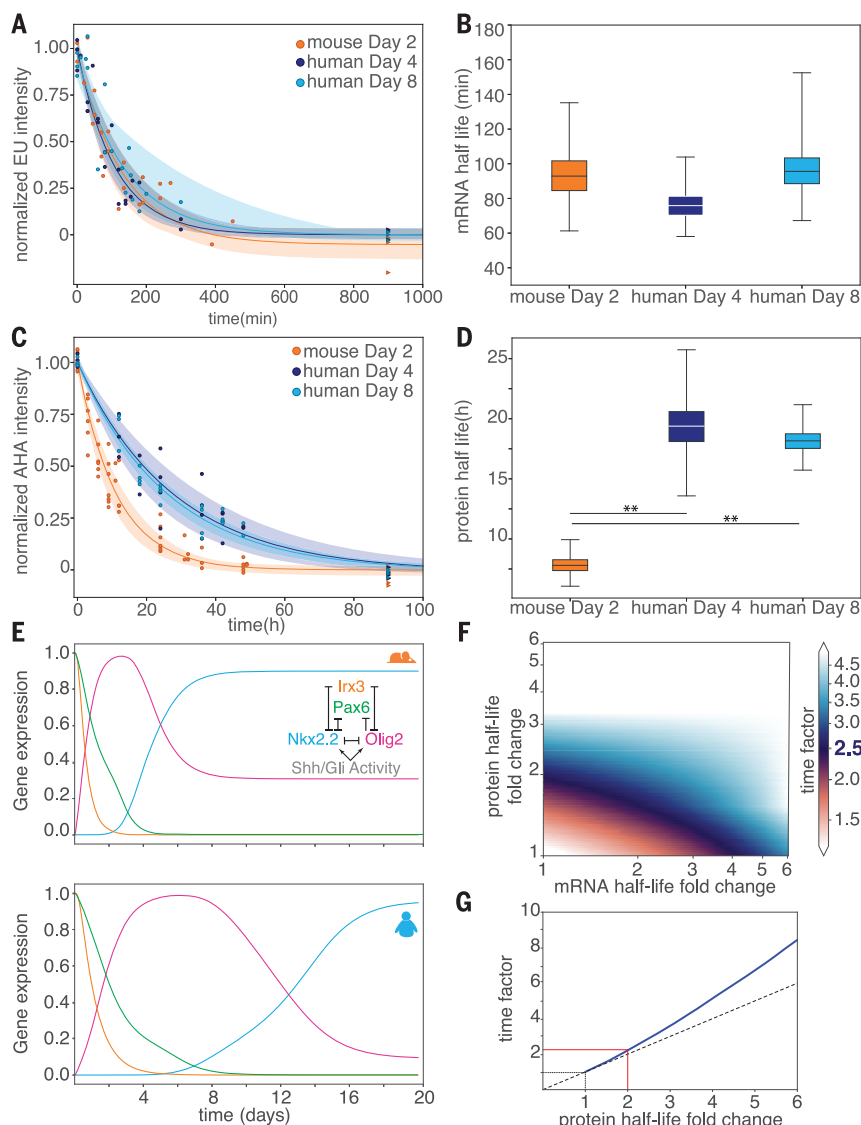 A
mouse Day 2
human Day 4
human Day 8
normalized EU intensity
1.00
0.75
0.50
0.25
0
0 200 400 600 800 1000
time(min)
B
mRNA half life (min)
180
160
140
120
100
80
60
40
mouse Day 2 human Day 4 human Day 8
C
mouse Day 2
human Day 4
human Day 8
normalized AHA intensity
1.00
0.75
0.50
0.25
0
0 20 40 60 80 100
time(h)
D
protein half life(h)
25
20
15
10
**
**
mouse Day 2 human Day 4 human Day 8
E
Gene expression
1.0
0.8
0.6
0.4
0.2
0.0
Irx3
Pax6
Nkx2.2 Olig2
Shh/Gli Activity
Gene expression
1.0
0.8
0.6
0.4
0.2
0.0
4 8 12 16 20
time (days)
F
protein half-life
fold change
6
5
4
3
2
1
1 2 3 4 5 6
mRNA half-life fold change
time factor
4.5
4.0
3.5
3.0
2.5
2.0
1.5
G
time factor
10
8
6
4
2
1 2 3 4 5 6
protein half-life fold change